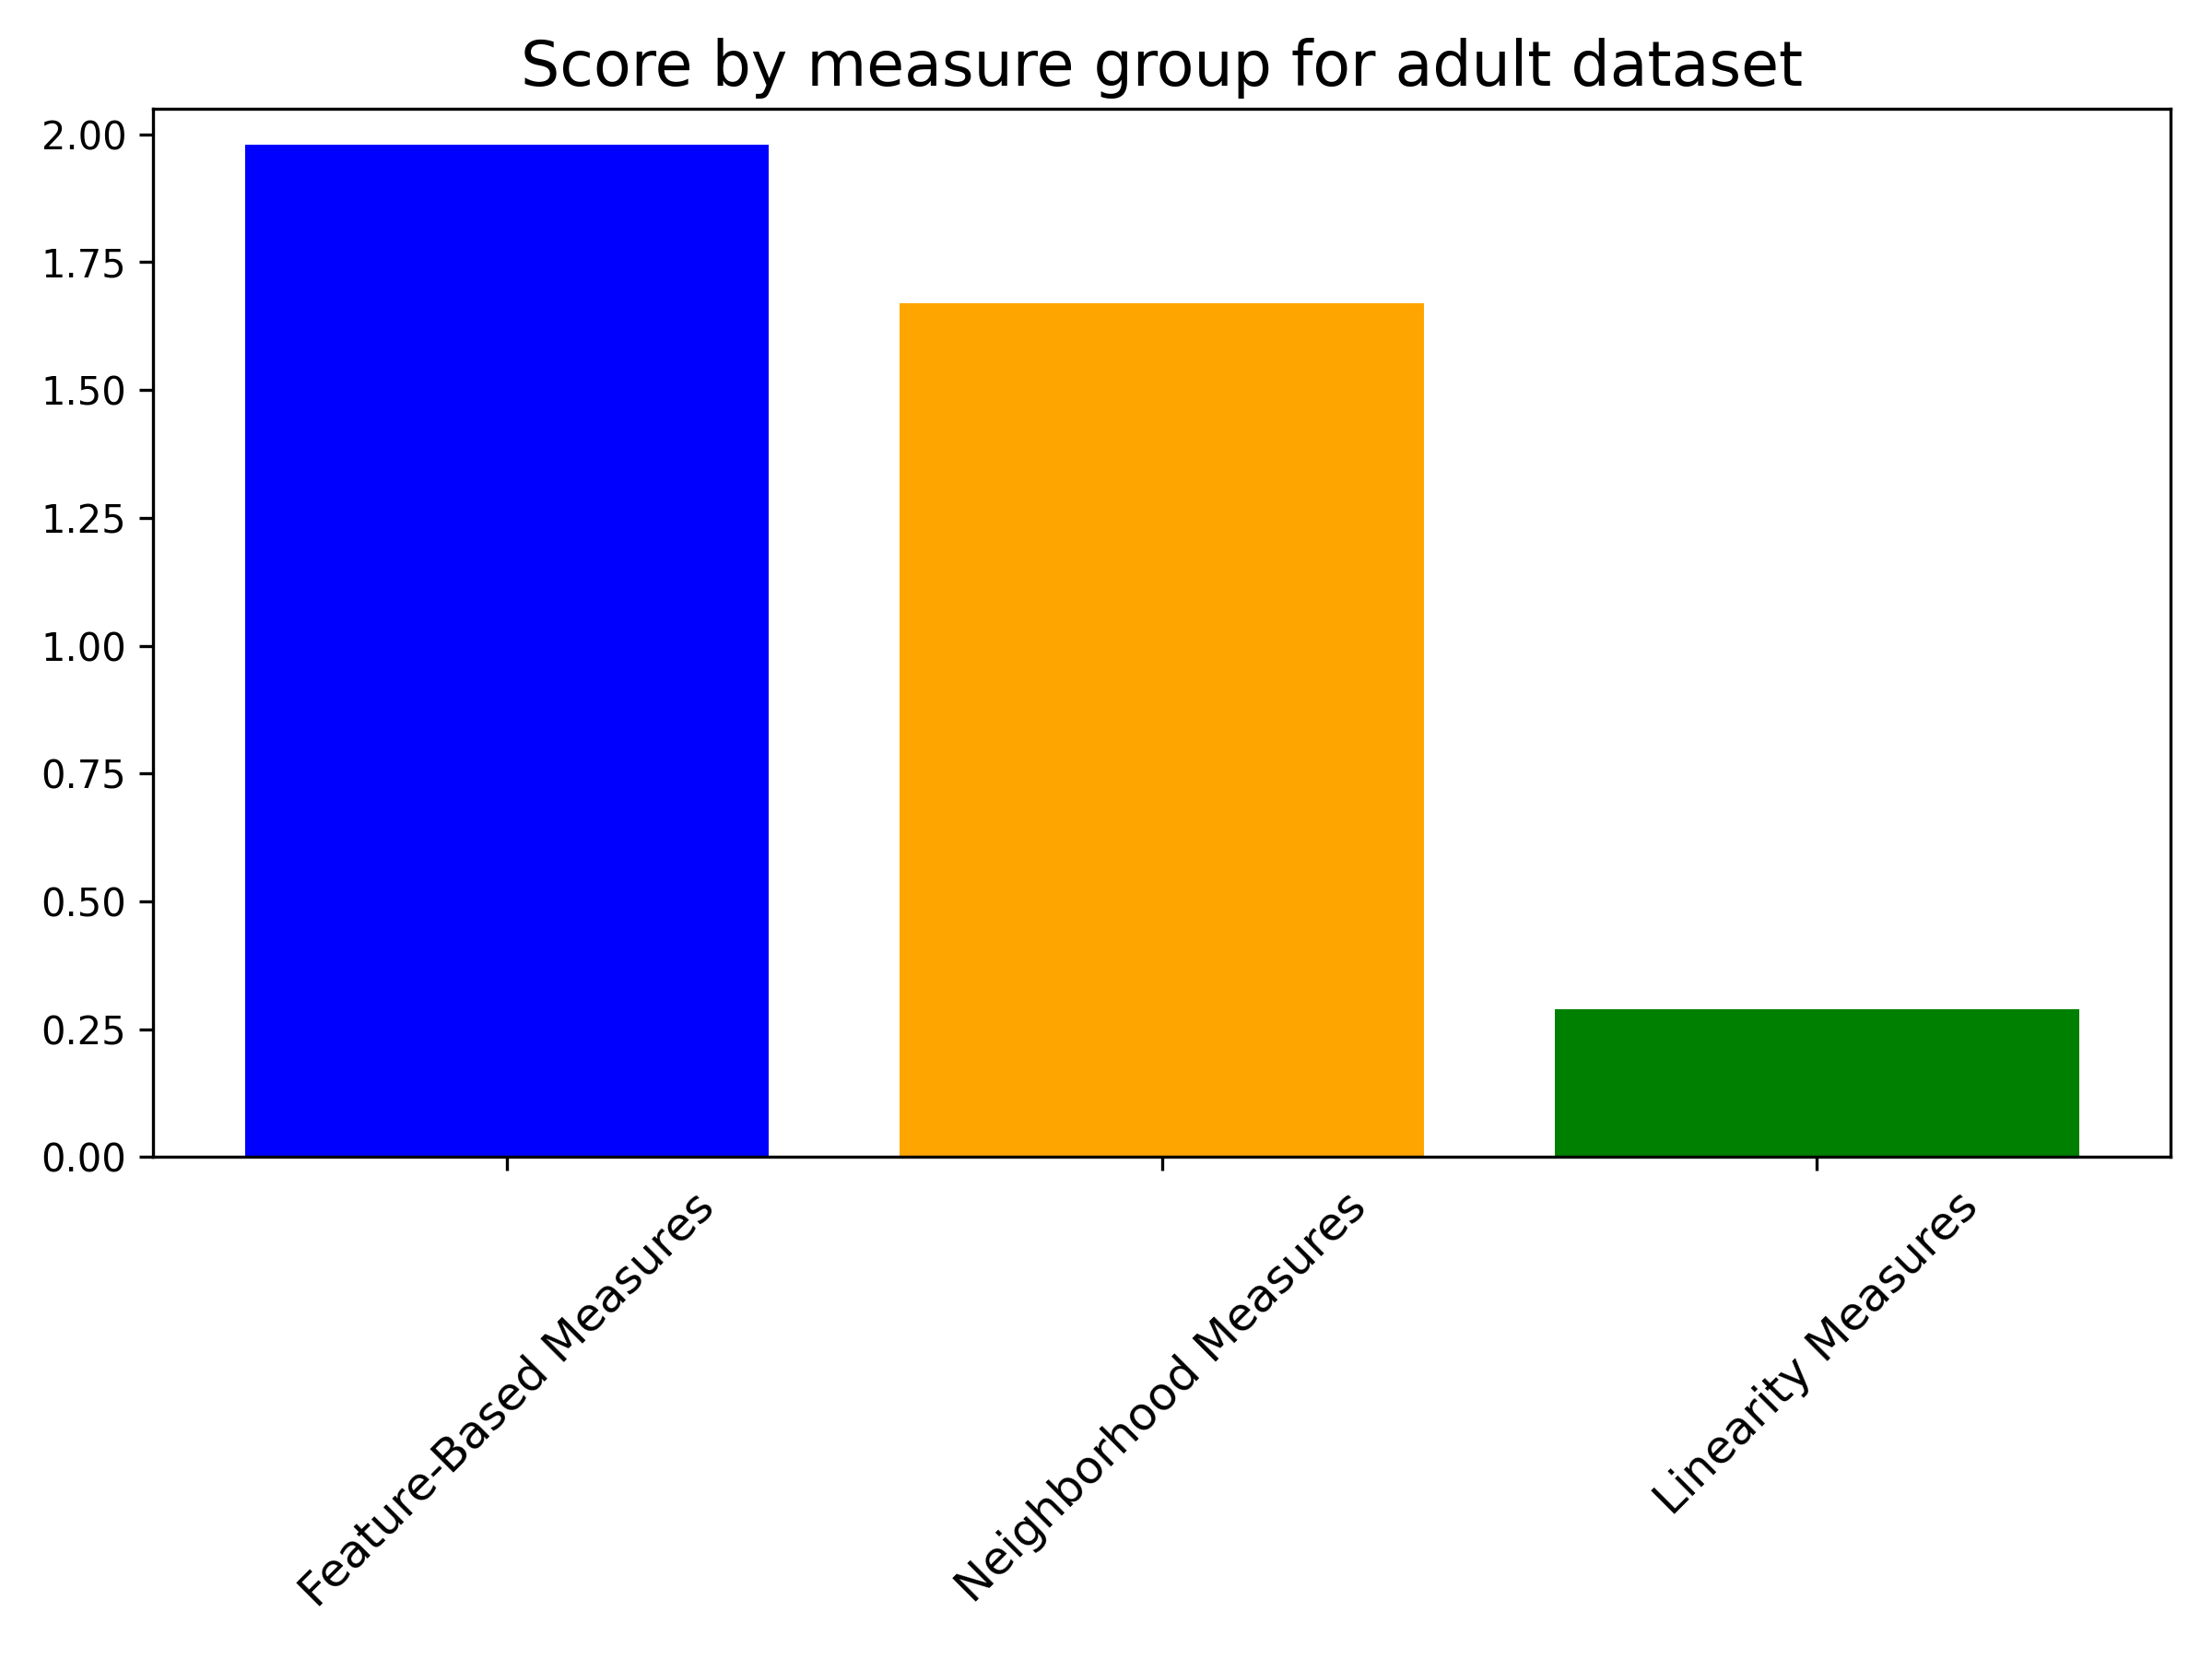 Score by measure group for adult dataset
2.00
1.75
1.50
1.25
1.00
0.75
0.50
0.25
0.00
Feature-Based Measures
Neighborhood Measures
Linearity Measures